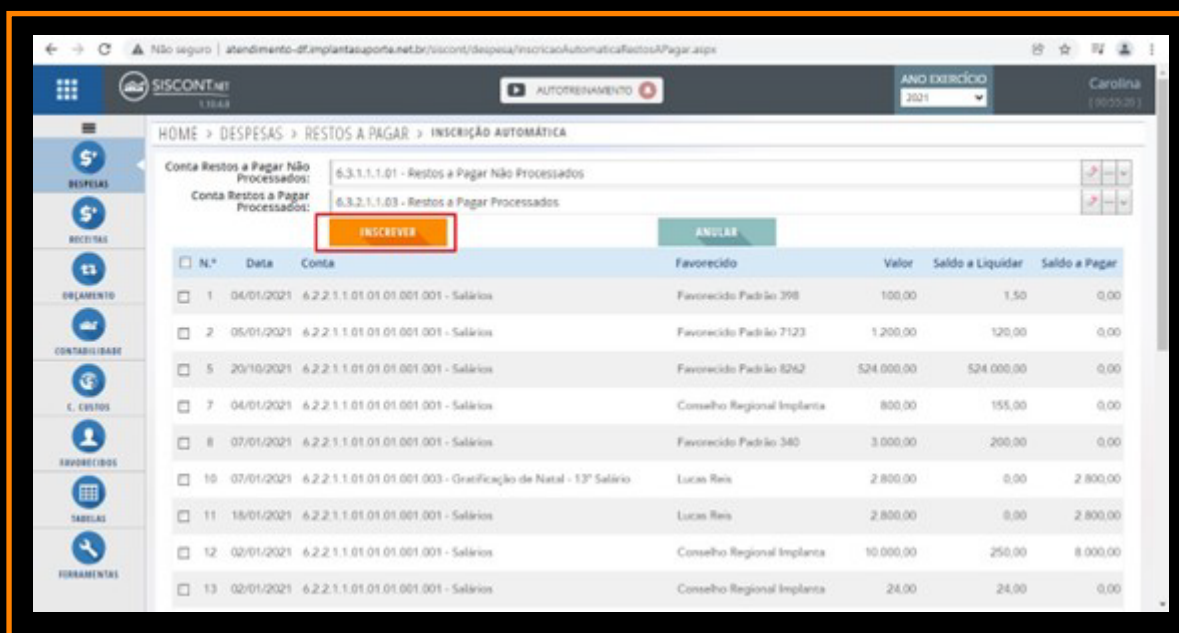 Não seguro | atendimento-df.implantasuporte.net.br/siscont/despesa/inscricaoAutomaticaRestosAPagar.aspx
SISCONT.NET AUTOTREINAMENTO ANO EXERCÍCIO Carolina
1.10.6.8 2021 [00:55:20]
HOME > DESPESAS > RESTOS A PAGAR > INSCRIÇÃO AUTOMÁTICA
DESPESAS
RECEITAS
ORÇAMENTO
CONTABILIDADE
C. CUSTOS
FAVORECIDOS
TABELAS
FERRAMENTAS
Conta Restos a Pagar Não Processados: 6.3.1.1.1.01 - Restos a Pagar Não Processados
Conta Restos a Pagar Processados: 6.3.2.1.1.03 - Restos a Pagar Processados
INSCREVER ANULAR
N.º Data Conta Favorecido Valor Saldo a Liquidar Saldo a Pagar
1 04/01/2021 6.2.2.1.1.01.01.01.001.001 - Salários Favorecido Padrão 398 100,00 1,50 0,00
2 05/01/2021 6.2.2.1.1.01.01.01.001.001 - Salários Favorecido Padrão 7123 1.200,00 120,00 0,00
5 20/10/2021 6.2.2.1.1.01.01.01.001.001 - Salários Favorecido Padrão 8262 524.000,00 524.000,00 0,00
7 04/01/2021 6.2.2.1.1.01.01.01.001.001 - Salários Conselho Regional Implanta 800,00 155,00 0,00
8 07/01/2021 6.2.2.1.1.01.01.01.001.001 - Salários Favorecido Padrão 340 3.000,00 200,00 0,00
10 07/01/2021 6.2.2.1.1.01.01.01.001.003 - Gratificação de Natal - 13º Salário Lucas Reis 2.800,00 0,00 2.800,00
11 18/01/2021 6.2.2.1.1.01.01.01.001.001 - Salários Lucas Reis 2.800,00 0,00 2.800,00
12 02/01/2021 6.2.2.1.1.01.01.01.001.001 - Salários Conselho Regional Implanta 10.000,00 250,00 8.000,00
13 02/01/2021 6.2.2.1.1.01.01.01.001.001 - Salários Conselho Regional Implanta 24,00 24,00 0,00